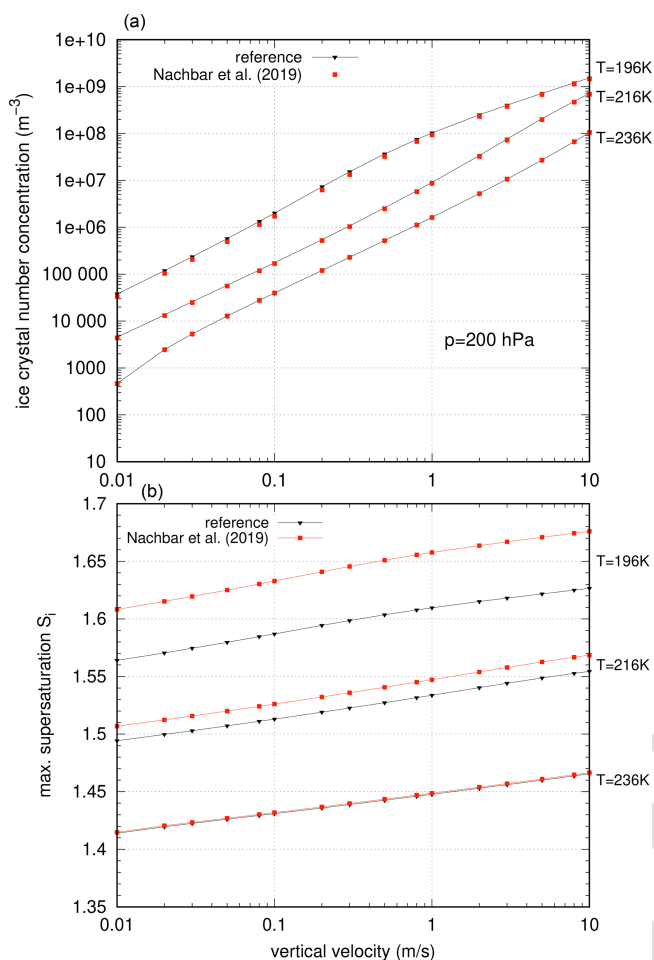 (a)
1e+10
1e+09
1e+08
1e+07
1e+06
100 000
10 000
1000
100
10
ice crystal number concentration (m⁻³)
reference
Nachbar et al. (2019)
T=196K
T=216K
T=236K
p=200 hPa
0.01 0.1 1 10
(b)
1.7
1.65
1.6
1.55
1.5
1.45
1.4
1.35
max. supersaturation Sᵢ
reference
Nachbar et al. (2019)
T=196K
T=216K
T=236K
0.01 0.1 1 10
vertical velocity (m/s)